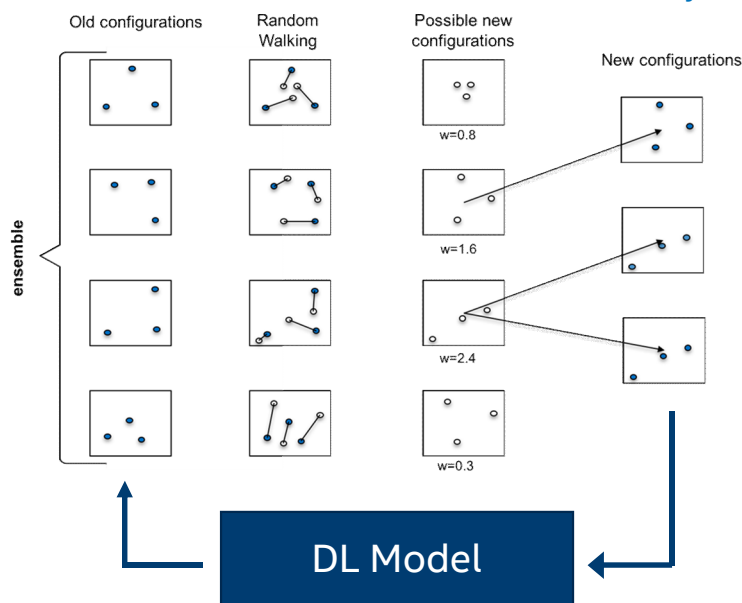 Old configurations
Random
Walking
Possible new
configurations
New configurations
ensemble
w=0.8
w=1.6
w=2.4
w=0.3
DL Model